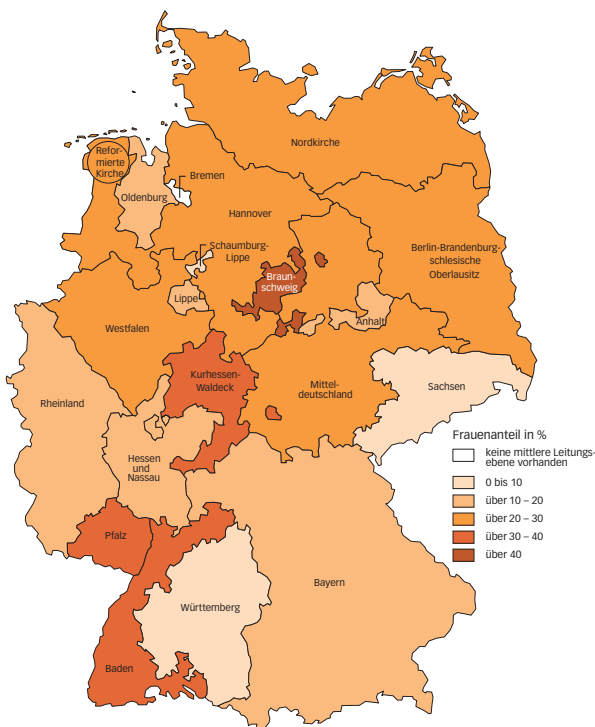 Nordkirche
Refor-
mierte
Kirche
Bremen
Oldenburg
Hannover
Schaumburg-
Lippe
Berlin-Brandenburg-
schlesische
Oberlausitz
Braun-
schweig
Lippe
Anhalt
Westfalen
Kurhessen-
Waldeck
Mittel-
deutschland
Sachsen
Rheinland
Hessen
und
Nassau
Pfalz
Bayern
Württemberg
Baden
Frauenanteil in %
keine mittlere Leitungs-
ebene vorhanden
0 bis 10
über 10 – 20
über 20 – 30
über 30 – 40
über 40